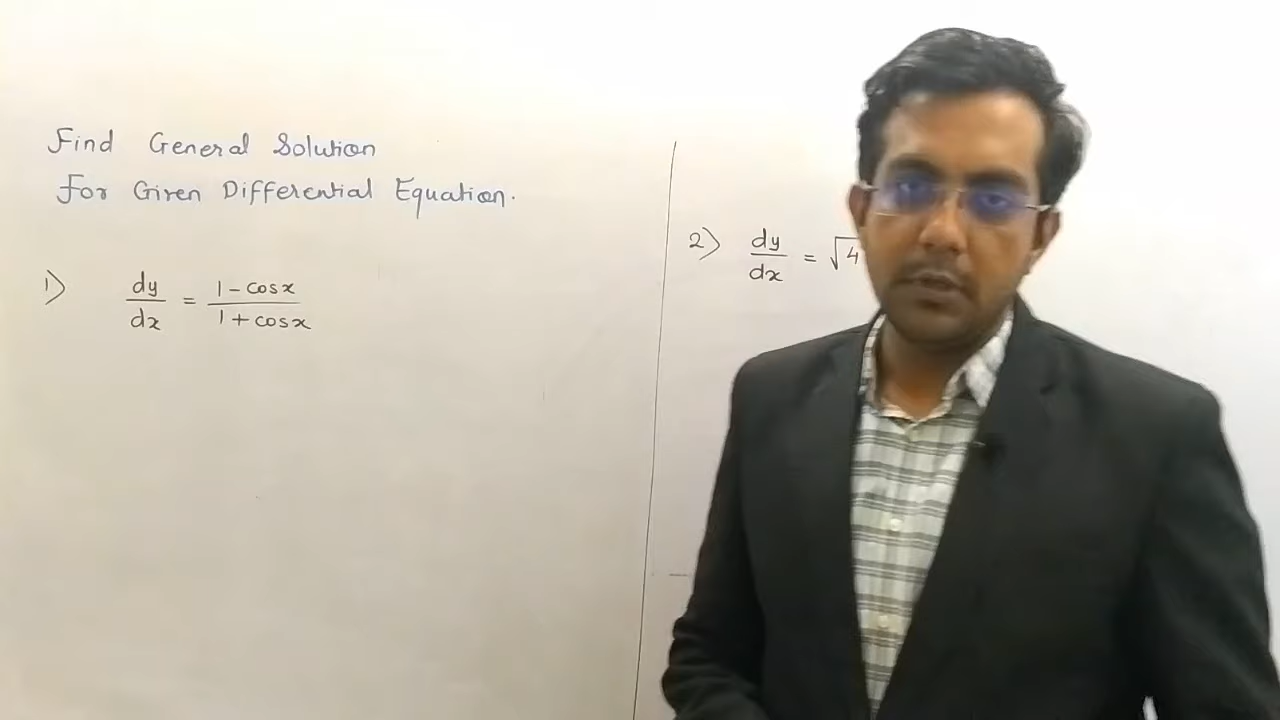 Find General Solution
For Given Differential Equation.
1) dy/dx = 1 - cosx / 1 + cosx
2) dy/dx = √4